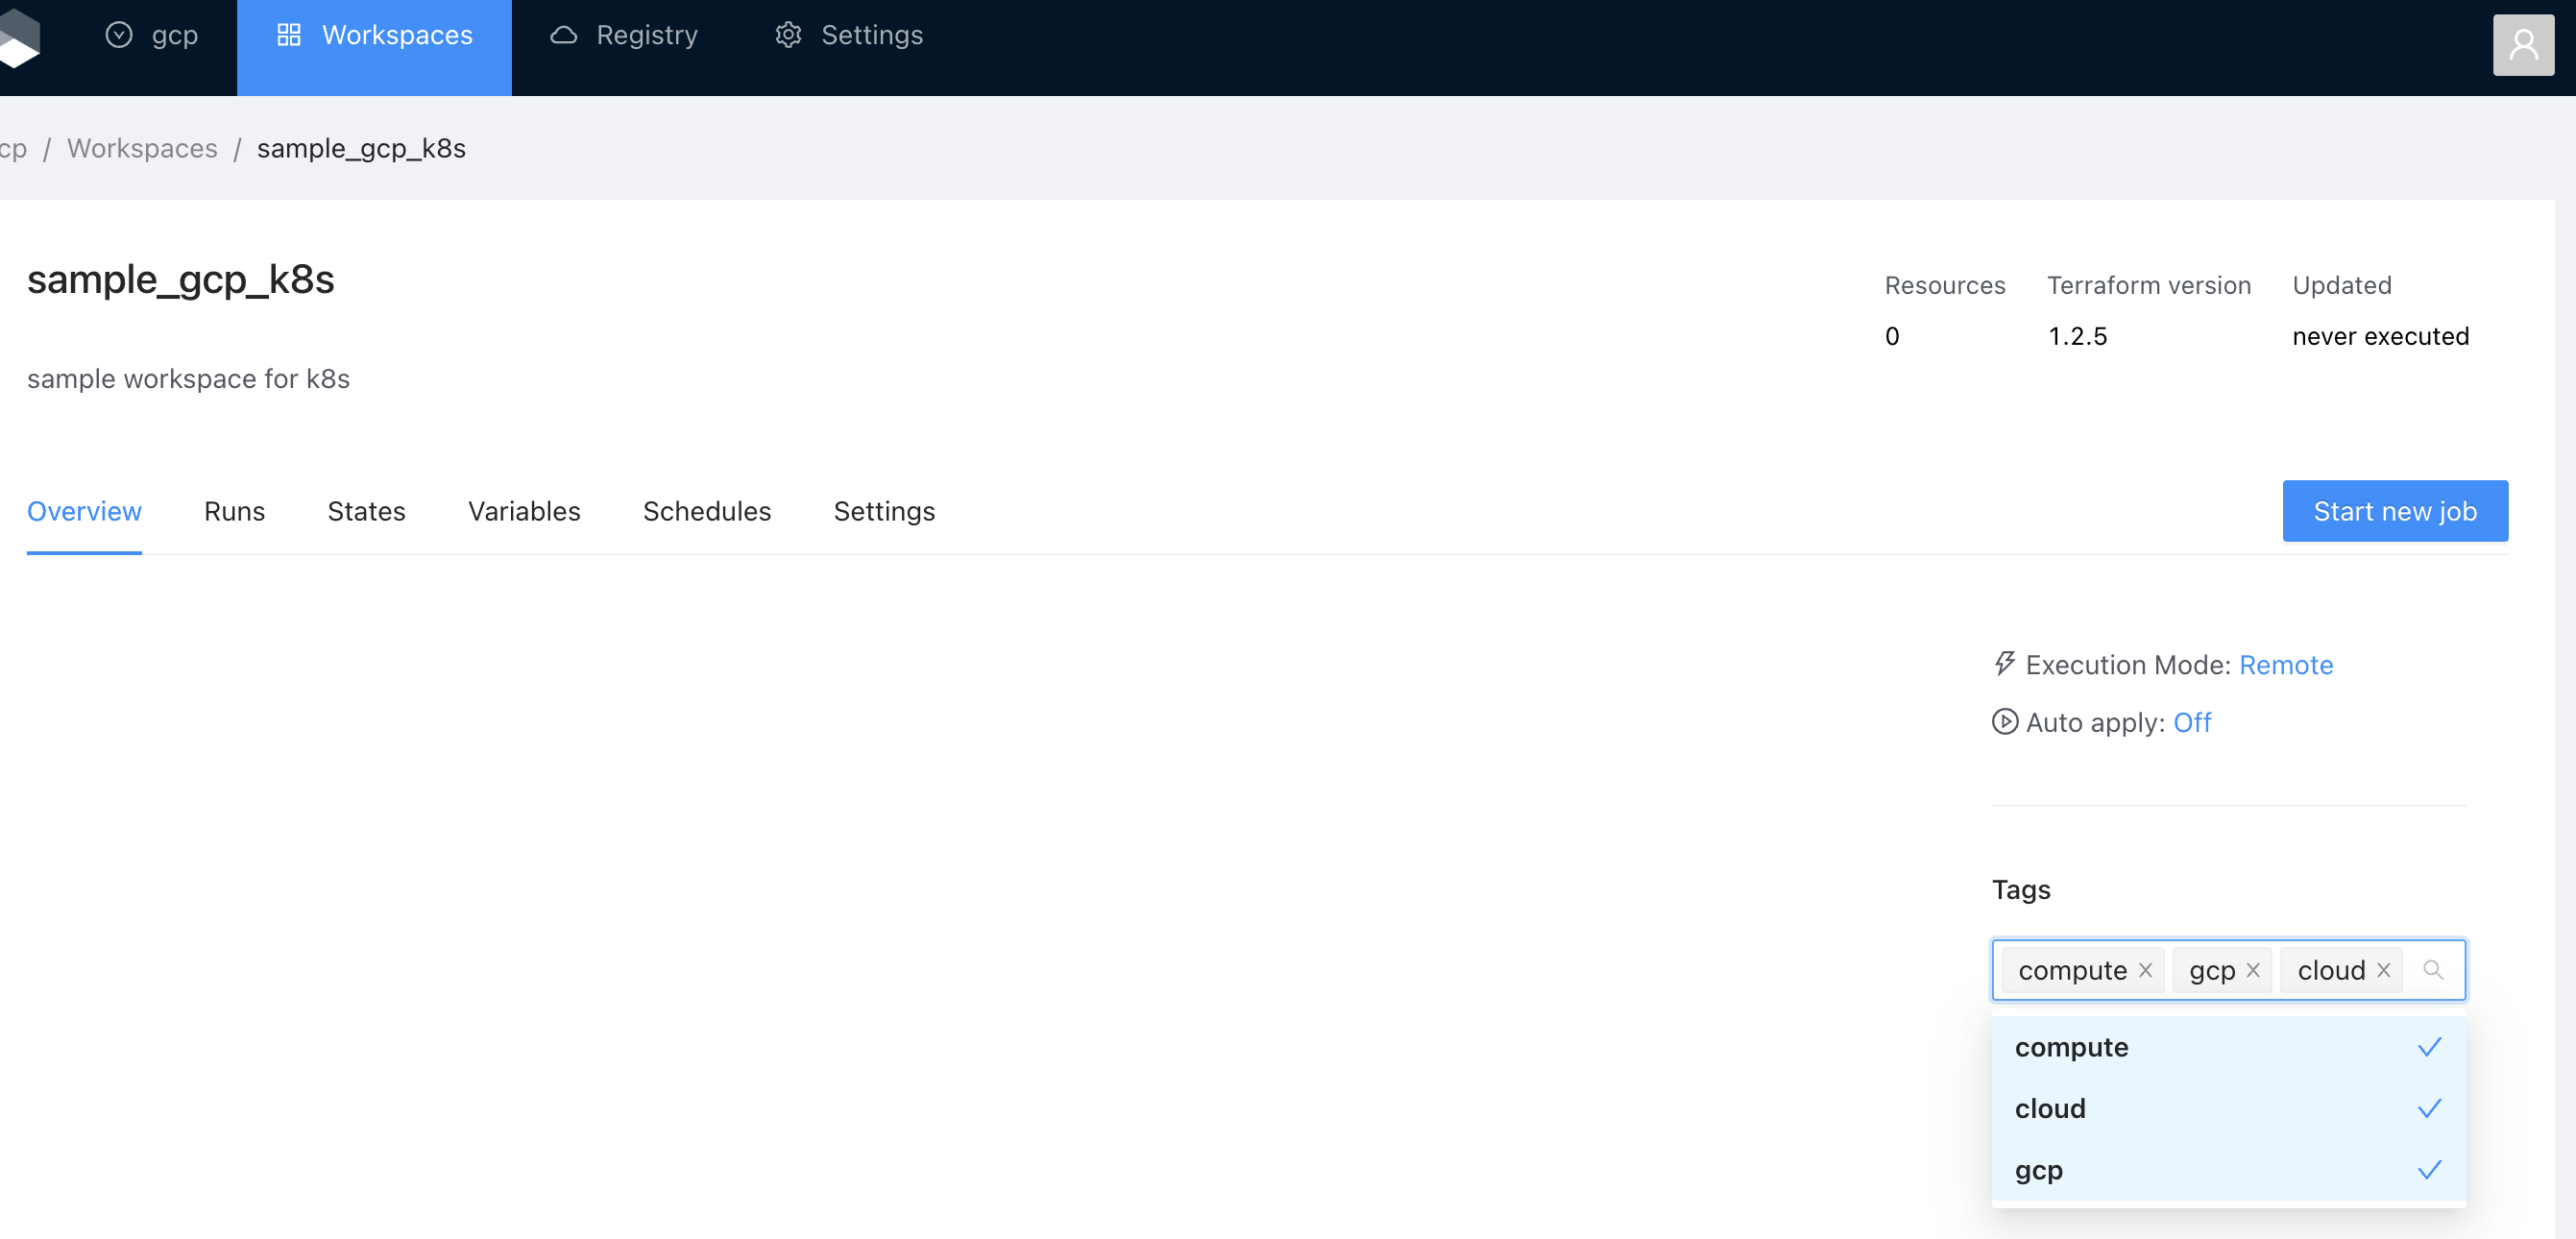 gcp Workspaces Registry Settings
cp / Workspaces / sample_gcp_k8s
sample_gcp_k8s
Resources Terraform version Updated
0 1.2.5 never executed
sample workspace for k8s
Overview Runs States Variables Schedules Settings Start new job
Execution Mode: Remote
Auto apply: Off
Tags
compute gcp cloud
compute
cloud
gcp